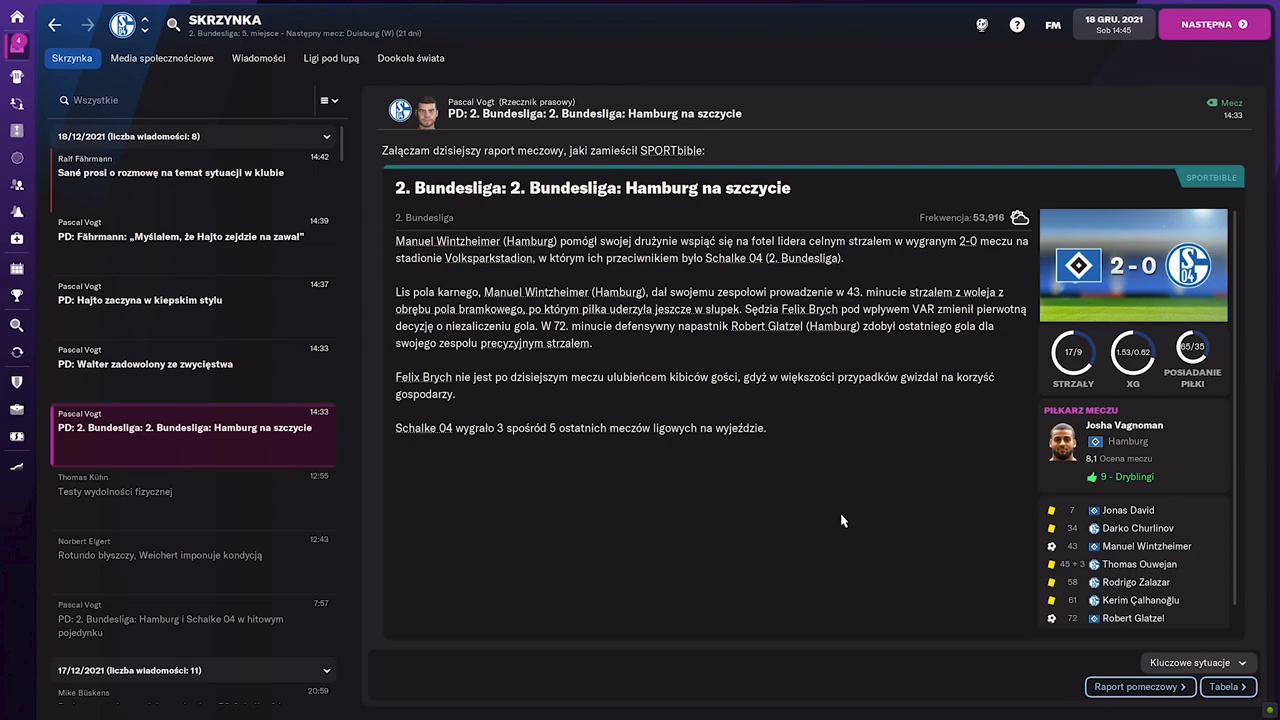 SKRZYNKA
2. Bundesliga: 5. miejsce - Następny mecz: Duisburg (W) (21 dni)
FM
18 GRU. 2021
Sob 14:45
NASTĘPNA
4
Skrzynka
Media społecznościowe
Wiadomości
Ligi pod lupą
Dookoła świata
Wszystkie
18/12/2021 (liczba wiadomości: 8)
Ralf Fährmann
14:42
Sané prosi o rozmowę na temat sytuacji w klubie
Pascal Vogt
14:39
PD: Fährmann: „Myślałem, że Hajto zejdzie na zawał"
Pascal Vogt
14:37
PD: Hajto zaczyna w kiepskim stylu
Pascal Vogt
14:33
PD: Walter zadowolony ze zwycięstwa
Pascal Vogt
14:33
PD: 2. Bundesliga: 2. Bundesliga: Hamburg na szczycie
Thomas Kühn
12:55
Testy wydolności fizycznej
Norbert Elgert
12:43
Rotundo błyszczy, Weichert imponuje kondycją
Pascal Vogt
7:57
PD: 2. Bundesliga: Hamburg i Schalke 04 w hitowym
pojedynku
17/12/2021 (liczba wiadomości: 11)
Mike Büskens
20:59
Pascal Vogt (Rzecznik prasowy)
PD: 2. Bundesliga: 2. Bundesliga: Hamburg na szczycie
Mecz
14:33
Załączam dzisiejszy raport meczowy, jaki zamieścił SPORTbible:
SPORTBIBLE
2. Bundesliga: 2. Bundesliga: Hamburg na szczycie
2. Bundesliga
Frekwencja: 53,916
Manuel Wintzheimer (Hamburg) pomógł swojej drużynie wspiąć się na fotel lidera celnym strzałem w wygranym 2-0 meczu na
stadionie Volksparkstadion, w którym ich przeciwnikiem było Schalke 04 (2. Bundesliga).
Lis pola karnego, Manuel Wintzheimer (Hamburg), dał swojemu zespołowi prowadzenie w 43. minucie strzałem z woleja z
obrębu pola bramkowego, po którym piłka uderzyła jeszcze w słupek. Sędzia Felix Brych pod wpływem VAR zmienił pierwotną
decyzję o niezaliczeniu gola. W 72. minucie defensywny napastnik Robert Glatzel (Hamburg) zdobył ostatniego gola dla
swojego zespołu precyzyjnym strzałem.
Felix Brych nie jest po dzisiejszym meczu ulubieńcem kibiców gości, gdyż w większości przypadków gwizdał na korzyść
gospodarzy.
Schalke 04 wygrało 3 spośród 5 ostatnich meczów ligowych na wyjeździe.
2 - 0
17/9
1.53/0.62
65/35
STRZAŁY
XG
POSIADANIE
PIŁKI
PIŁKARZ MECZU
Josha Vagnoman
Hamburg
8,1 Ocena meczu
9 - Dryblingi
7 Jonas David
34 Darko Churlinov
43 Manuel Wintzheimer
45 + 3 Thomas Ouwejan
58 Rodrigo Zalazar
61 Kerim Çalhanoğlu
72 Robert Glatzel
Kluczowe sytuacje
Raport pomeczowy
Tabela